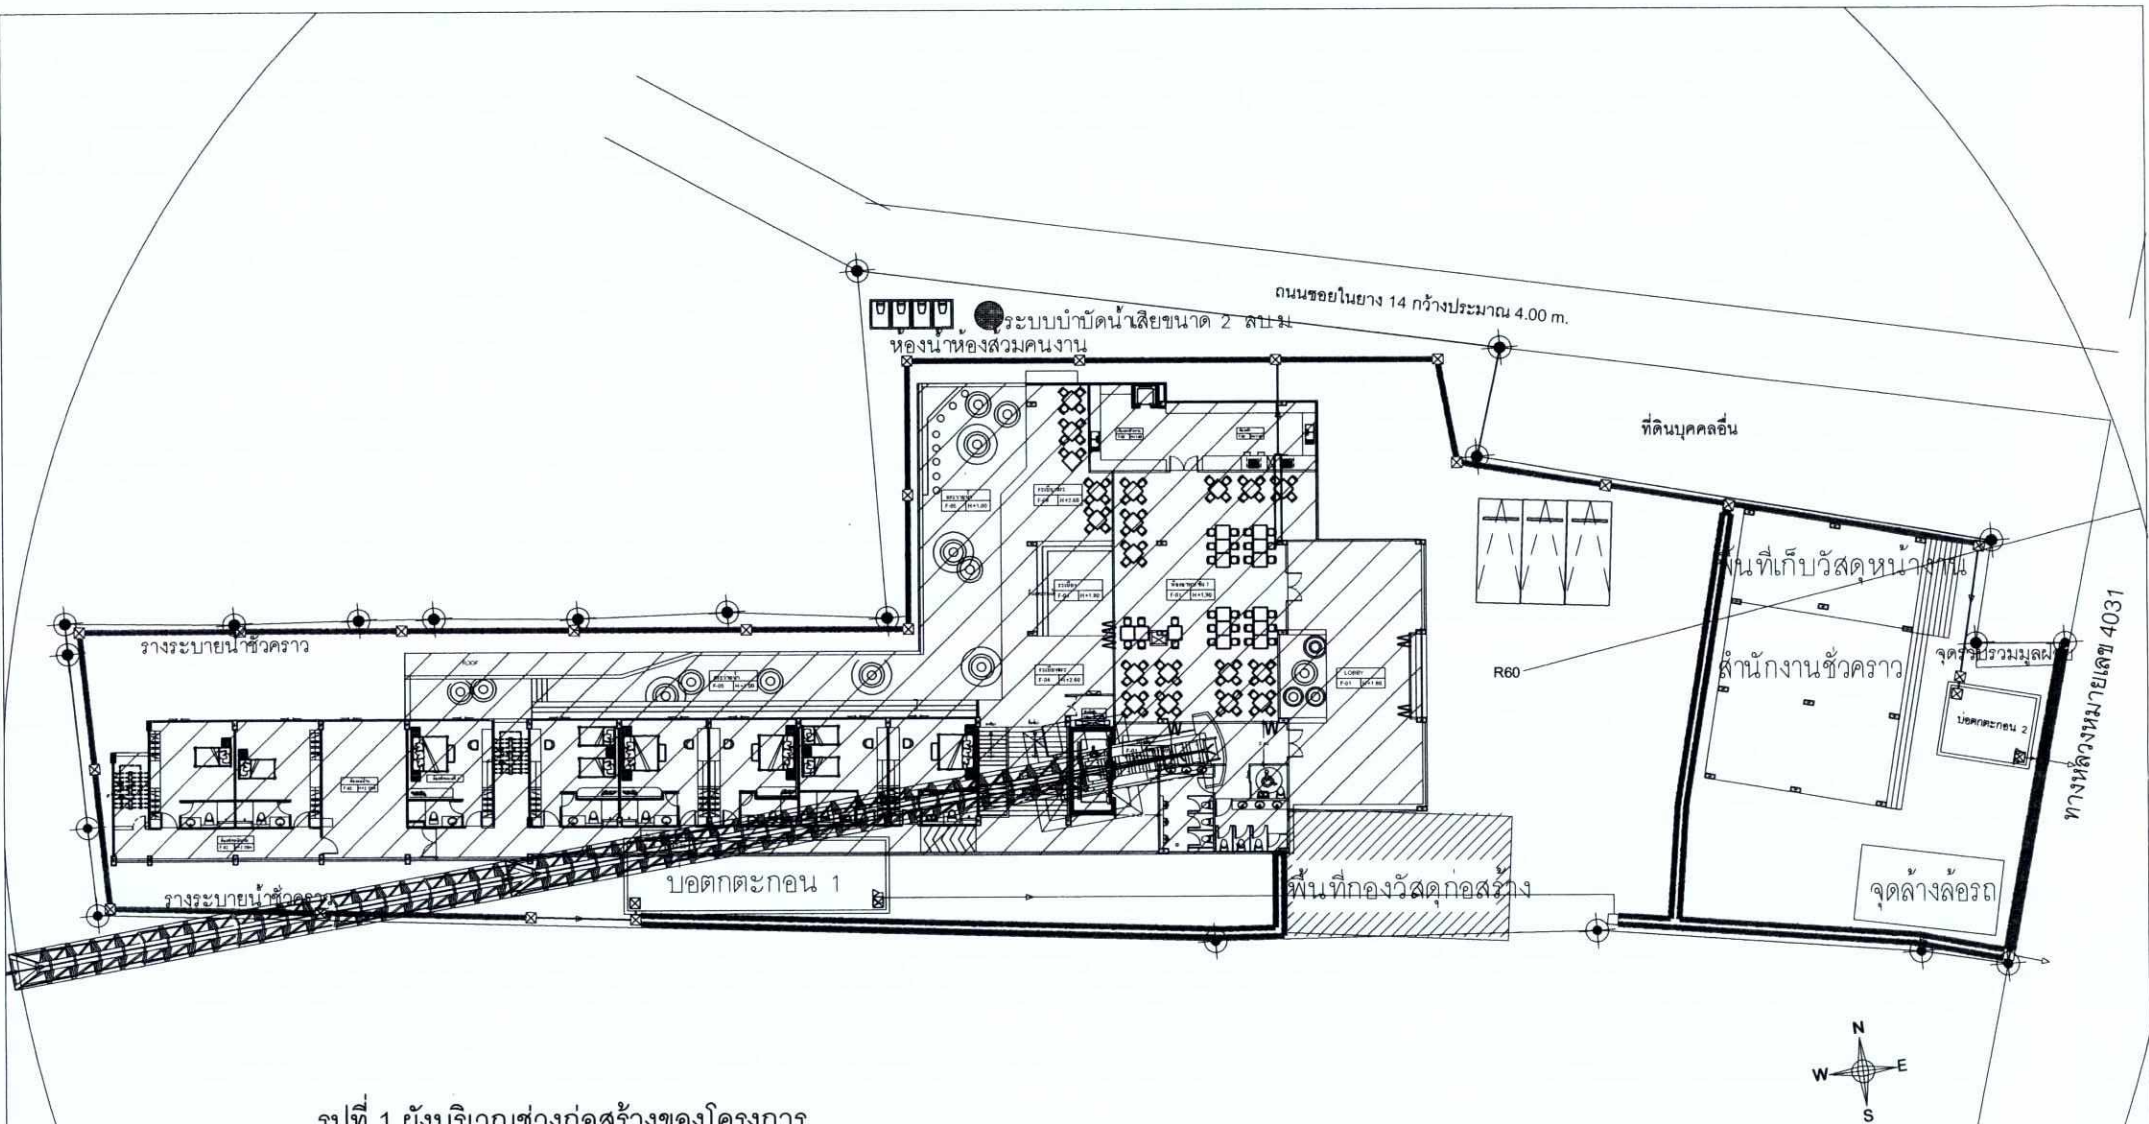 ถนนซอยในยาง 14 กว้างประมาณ 4.00 m.
ระบบบำบัดน้ำเสียขนาด 2 ลบ.ม
ห้องน้ำห้องส้วมคนงาน
ที่ดินบุคคลอื่น
พื้นที่เก็บวัสดุหน้างาน
ทางหลวงหมายเลข 4031
รางระบายน้ำชั่วคราว
จุดรวบรวมมูลฝอย
สำนักงานชั่วคราว
R60
ROOF
LOBBY
F-01
บ่อตกตะกอน 2
บ่อตกตะกอน 1
พื้นที่กองวัสดุก่อสร้าง
จุดล้างล้อรถ
รางระบายน้ำชั่วคราว
N
W
E
S
รูปที่ 1 ผังบริเวณช่วงก่อสร้างของโครงการ